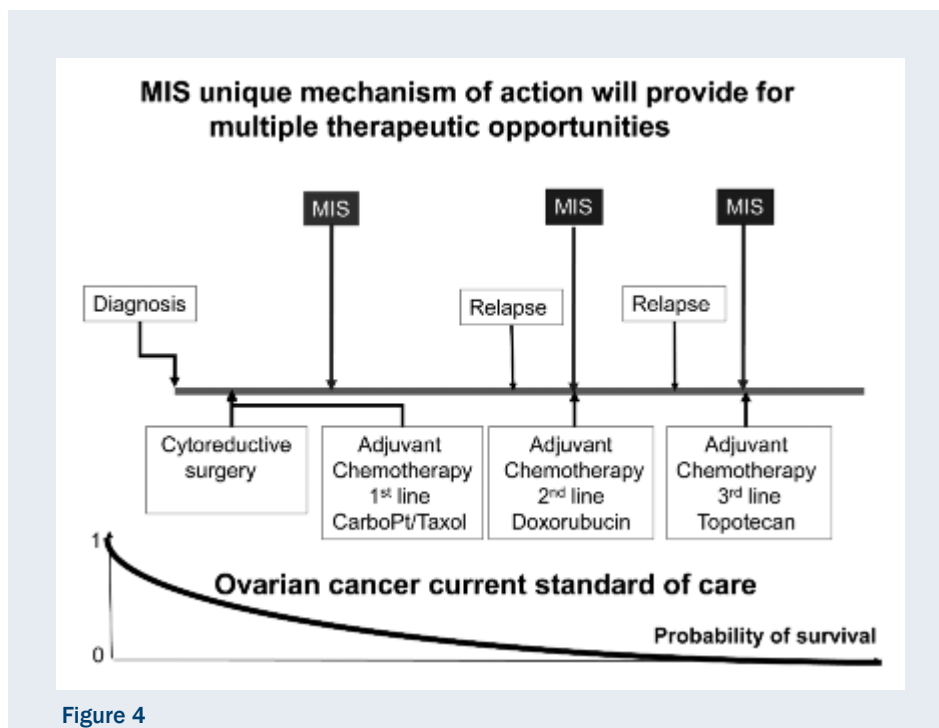 MIS unique mechanism of action will provide for
multiple therapeutic opportunities
MIS
MIS
MIS
Diagnosis
Relapse
Relapse
Cytoreductive
surgery
Adjuvant
Chemotherapy
1st line
CarboPt/Taxol
Adjuvant
Chemotherapy
2nd line
Doxorubucin
Adjuvant
Chemotherapy
3rd line
Topotecan
1
Ovarian cancer current standard of care
Probability of survival
0
Figure 4